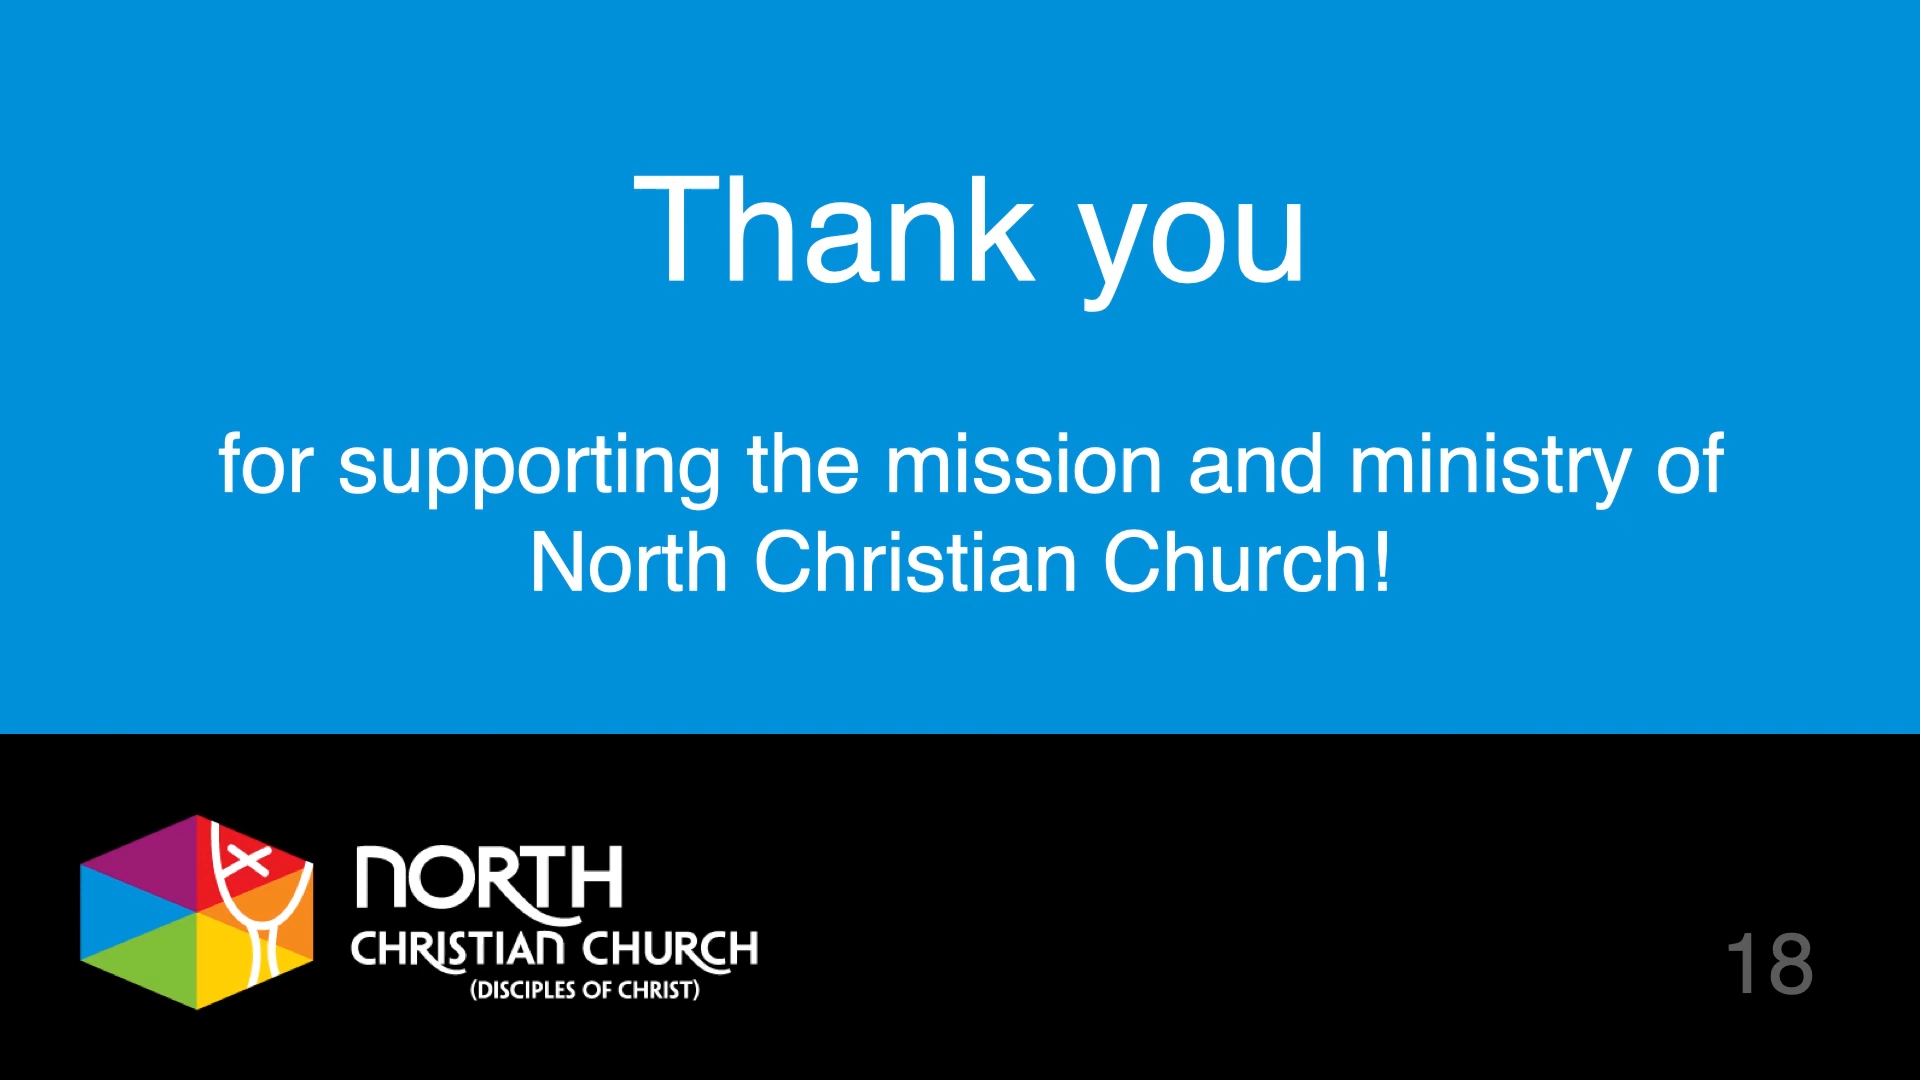 Thank you
for supporting the mission and ministry of
North Christian Church!
NORTH
CHRISTIAN CHURCH
(DISCIPLES OF CHRIST)
18